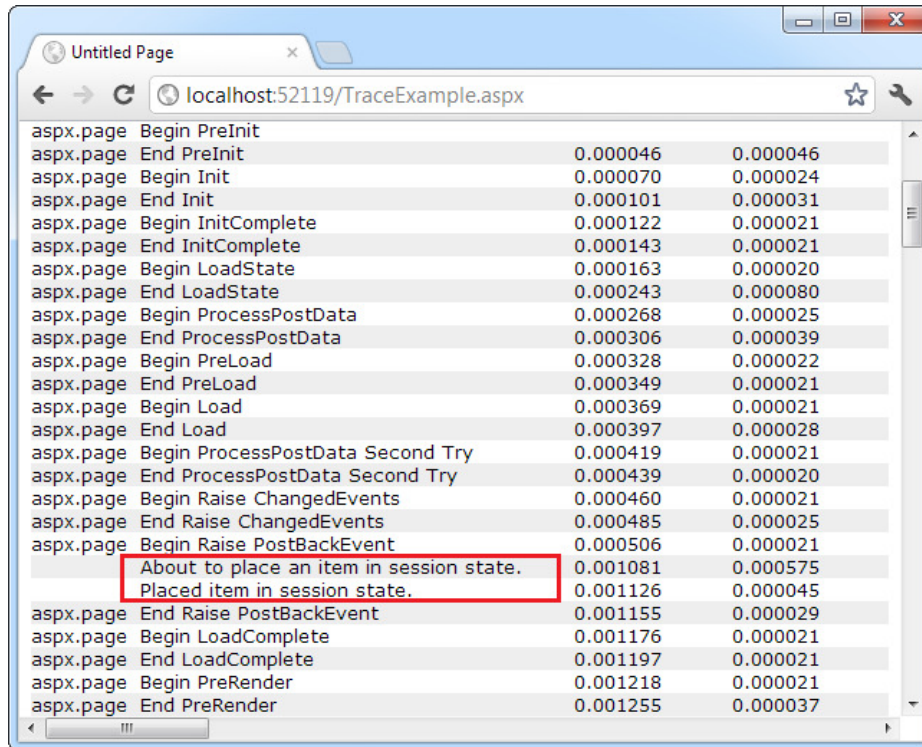 Untitled Page
localhost:52119/TraceExample.aspx
aspx.page Begin PreInit
aspx.page End PreInit 0.000046 0.000046
aspx.page Begin Init 0.000070 0.000024
aspx.page End Init 0.000101 0.000031
aspx.page Begin InitComplete 0.000122 0.000021
aspx.page End InitComplete 0.000143 0.000021
aspx.page Begin LoadState 0.000163 0.000020
aspx.page End LoadState 0.000243 0.000080
aspx.page Begin ProcessPostData 0.000268 0.000025
aspx.page End ProcessPostData 0.000306 0.000039
aspx.page Begin PreLoad 0.000328 0.000022
aspx.page End PreLoad 0.000349 0.000021
aspx.page Begin Load 0.000369 0.000021
aspx.page End Load 0.000397 0.000028
aspx.page Begin ProcessPostData Second Try 0.000419 0.000021
aspx.page End ProcessPostData Second Try 0.000439 0.000020
aspx.page Begin Raise ChangedEvents 0.000460 0.000021
aspx.page End Raise ChangedEvents 0.000485 0.000025
aspx.page Begin Raise PostBackEvent 0.000506 0.000021
About to place an item in session state. 0.001081 0.000575
Placed item in session state. 0.001126 0.000045
aspx.page End Raise PostBackEvent 0.001155 0.000029
aspx.page Begin LoadComplete 0.001176 0.000021
aspx.page End LoadComplete 0.001197 0.000021
aspx.page Begin PreRender 0.001218 0.000021
aspx.page End PreRender 0.001255 0.000037